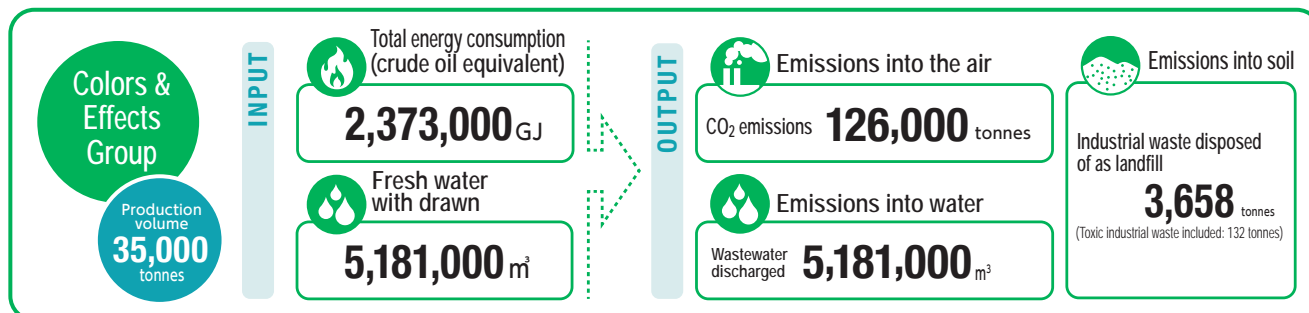 Colors &
Effects
Group
Production
volume
35,000
tonnes
INPUT
Total energy consumption
(crude oil equivalent)
2,373,000 GJ
Fresh water
with drawn
5,181,000 ㎥
OUTPUT
Emissions into the air
CO₂ emissions 126,000 tonnes
Emissions into water
Wastewater
discharged 5,181,000 m³
Emissions into soil
Industrial waste disposed
of as landfill
3,658 tonnes
(Toxic industrial waste included: 132 tonnes)